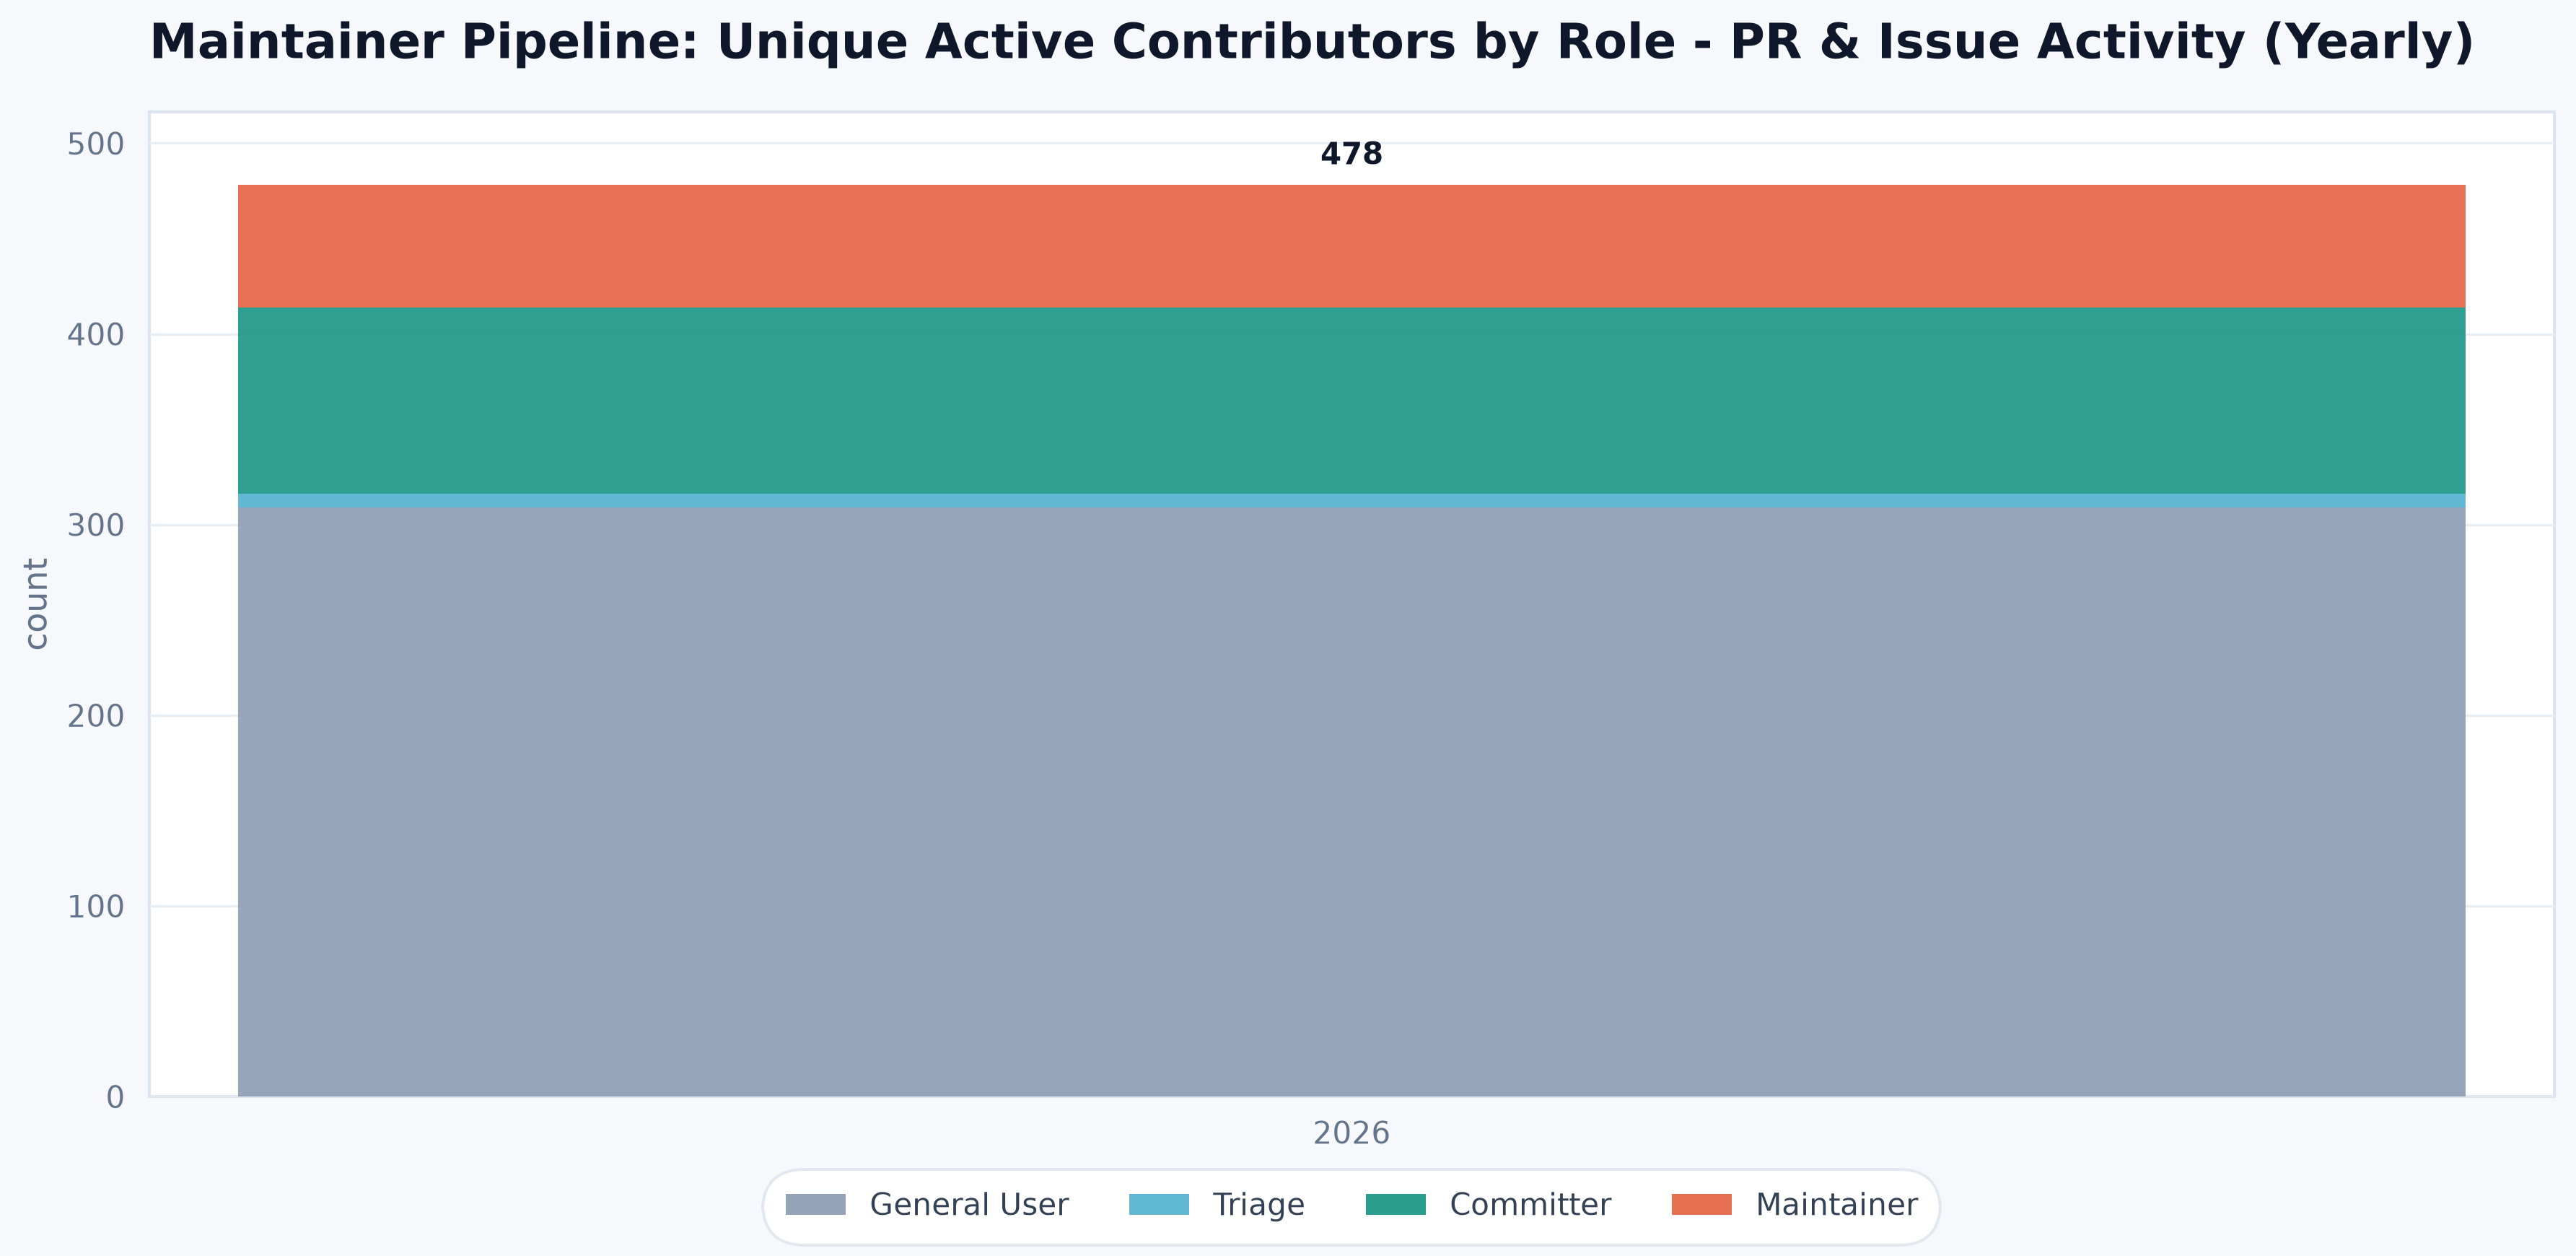 Maintainer Pipeline: Unique Active Contributors by Role - PR & Issue Activity (Yearly)
500
478
400
300
count
200
100
0
2026
General User Triage Committer Maintainer